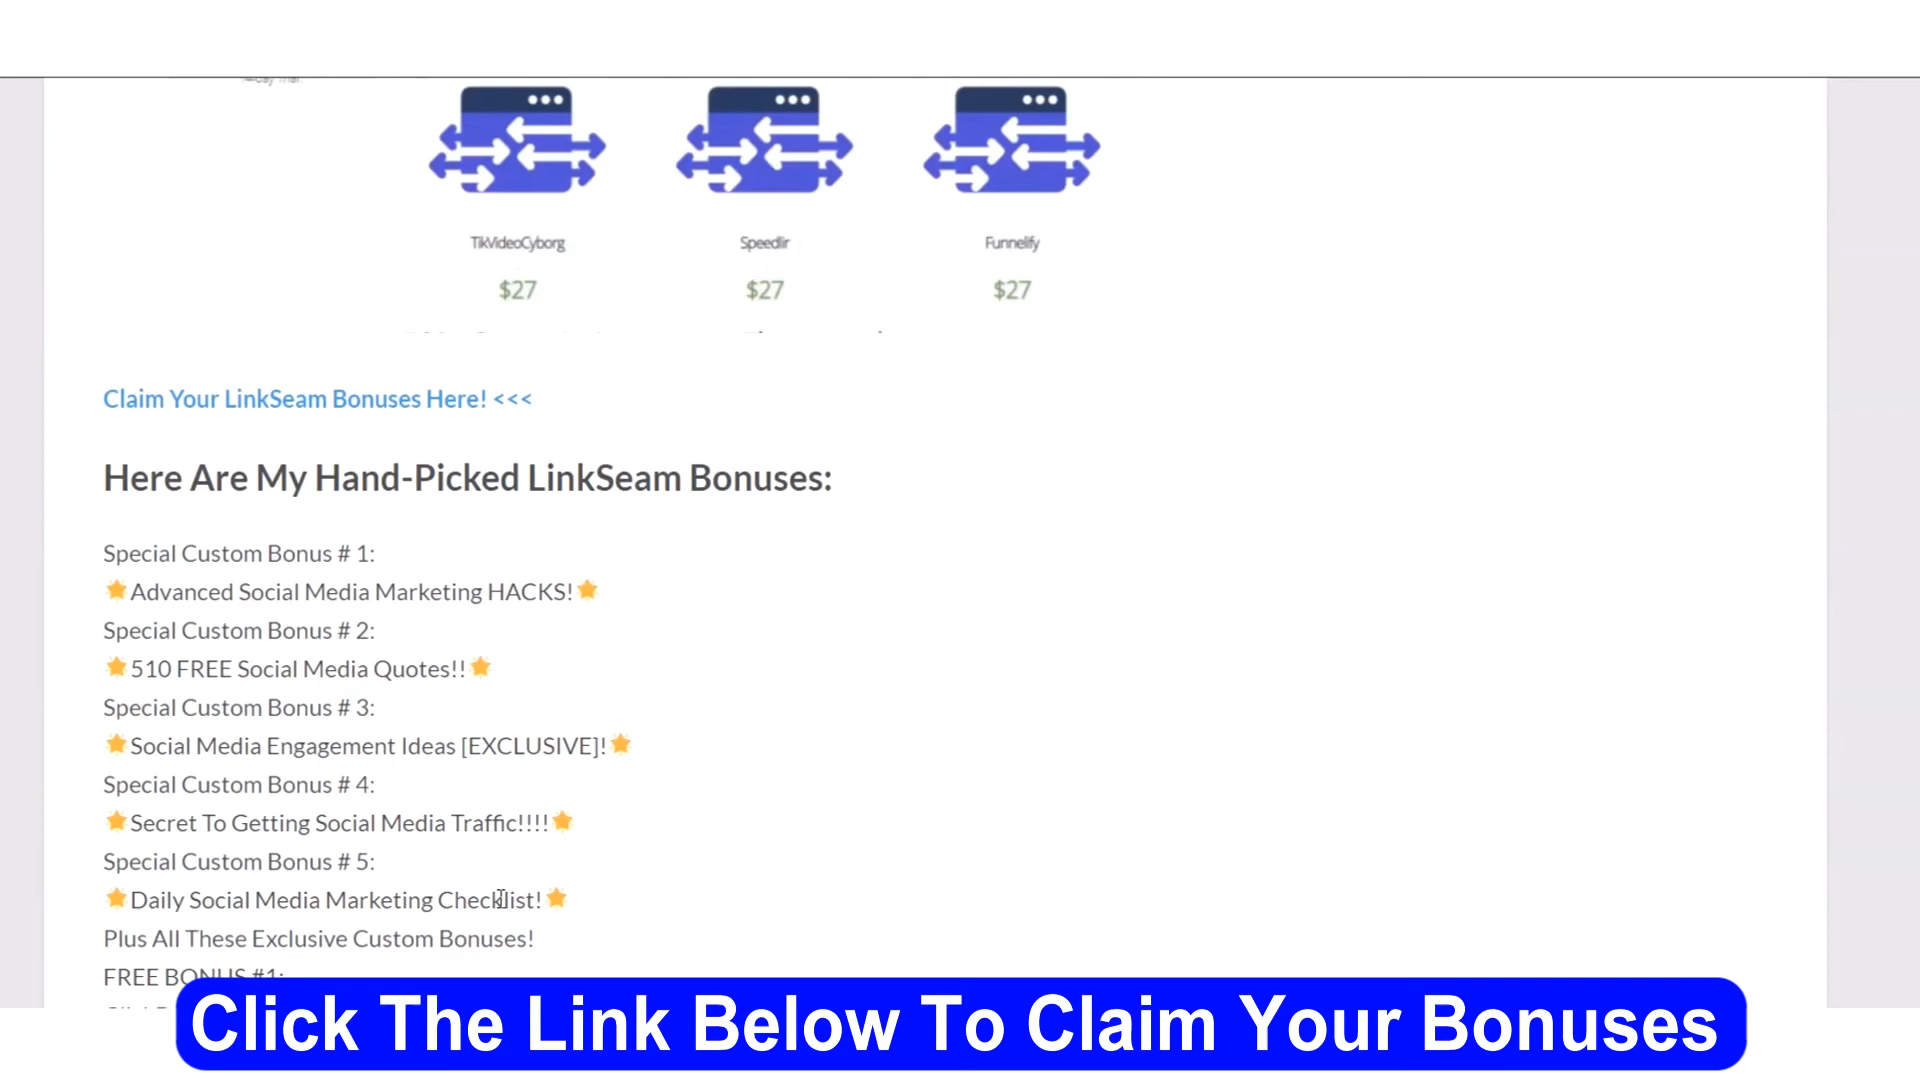 TikVideoCyborg Speedlir Funnelify
$27 $27 $27
Claim Your LinkSeam Bonuses Here! <<<
Here Are My Hand-Picked LinkSeam Bonuses:
Special Custom Bonus # 1:
Advanced Social Media Marketing HACKS!
Special Custom Bonus # 2:
510 FREE Social Media Quotes!!
Special Custom Bonus # 3:
Social Media Engagement Ideas [EXCLUSIVE]!
Special Custom Bonus # 4:
Secret To Getting Social Media Traffic!!!!
Special Custom Bonus # 5:
Daily Social Media Marketing Checklist!
Plus All These Exclusive Custom Bonuses!
FREE BONUS #1:
Click The Link Below To Claim Your Bonuses